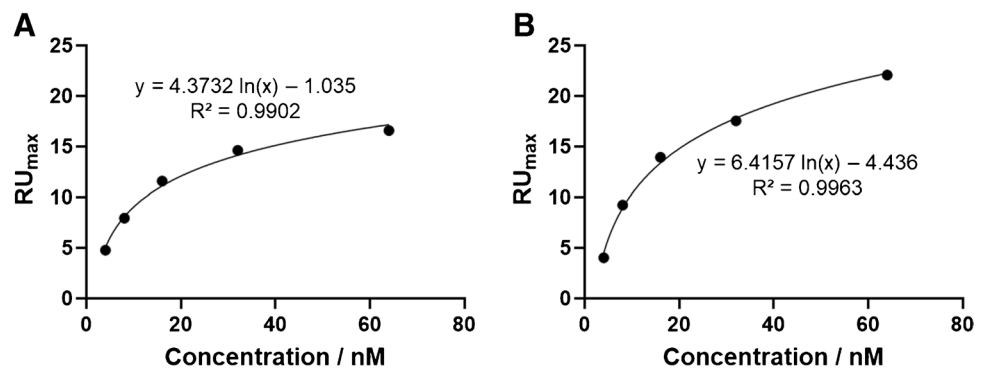 A
25
20
15
10
5
0
RUmax
y = 4.3732 ln(x) – 1.035
R² = 0.9902
0 20 40 60 80
Concentration / nM
B
25
20
15
10
5
0
RUmax
y = 6.4157 ln(x) – 4.436
R² = 0.9963
0 20 40 60 80
Concentration / nM